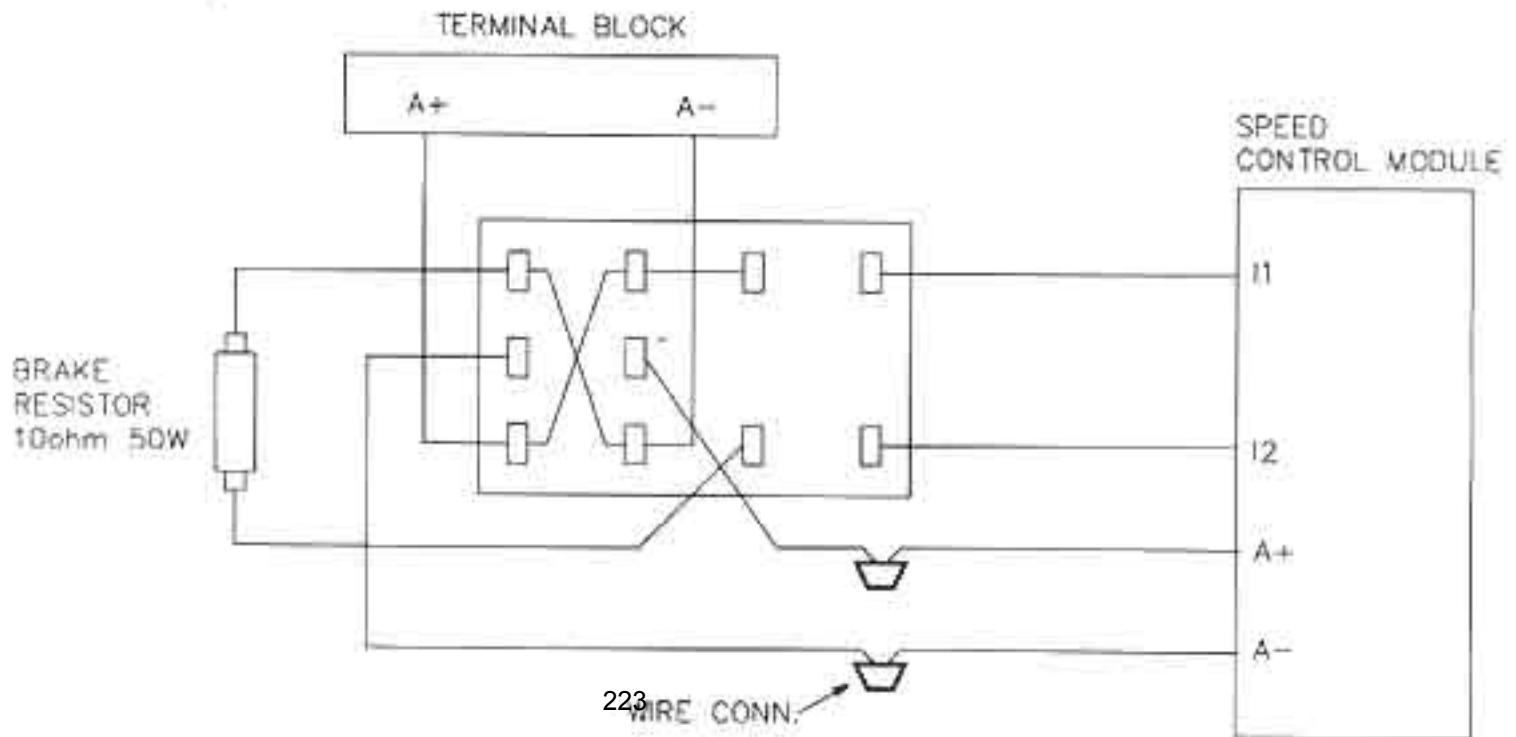 TERMINAL BLOCK
A+
A-
SPEED
CONTROL MODULE
I1
BRAKE
RESISTOR
10ohm 50W
I2
A+
A-
223
WIRE CONN.